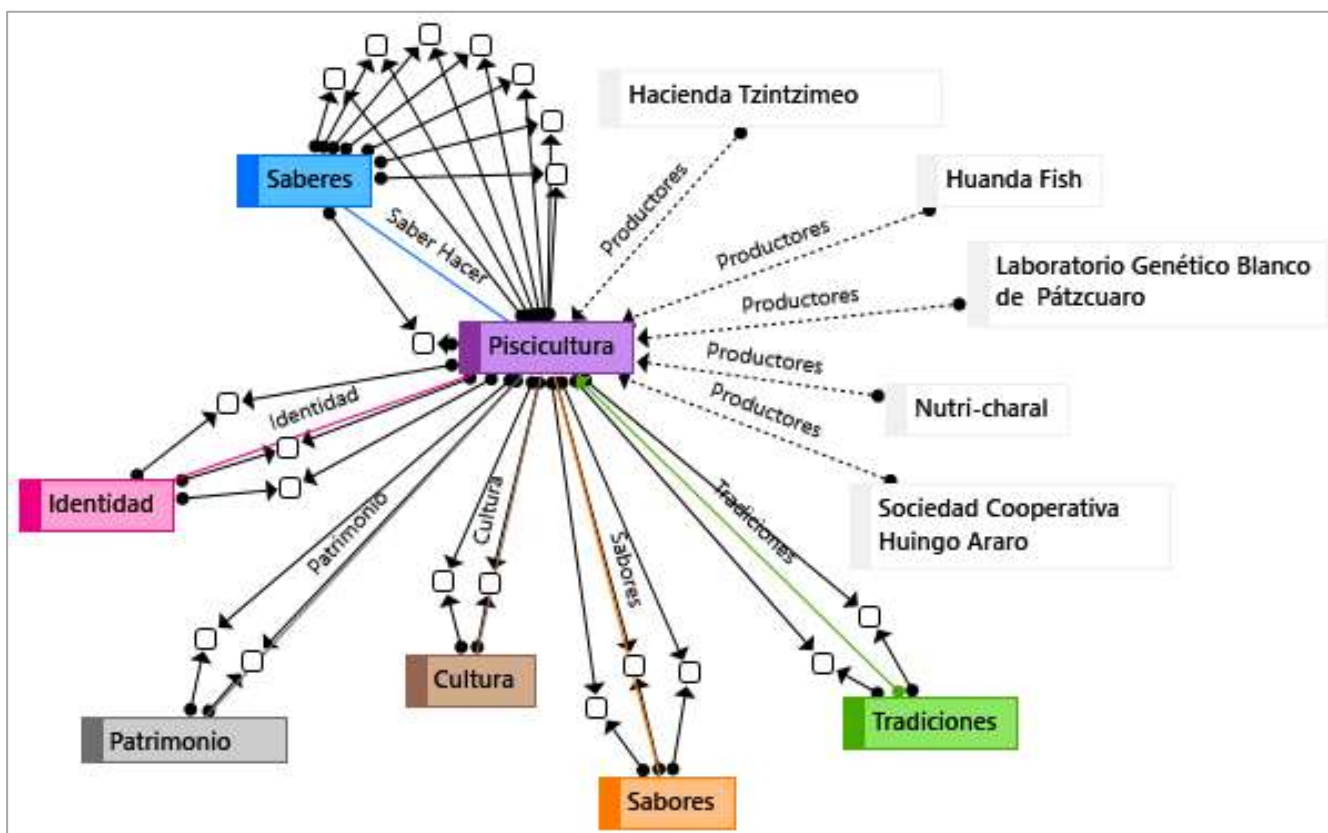 Hacienda Tzintzimeo
Huanda Fish
Saberes
Productores
Saber Hacer
Productores
Laboratorio Genético Blanco
de Pátzcuaro
Productores
Piscicultura
Productores
Nutri-charal
Productores
Identidad
Identidad
Sociedad Cooperativa
Huingo Araro
Patrimonio
Cultura
Sabores
Tradiciones
Cultura
Patrimonio
Tradiciones
Sabores